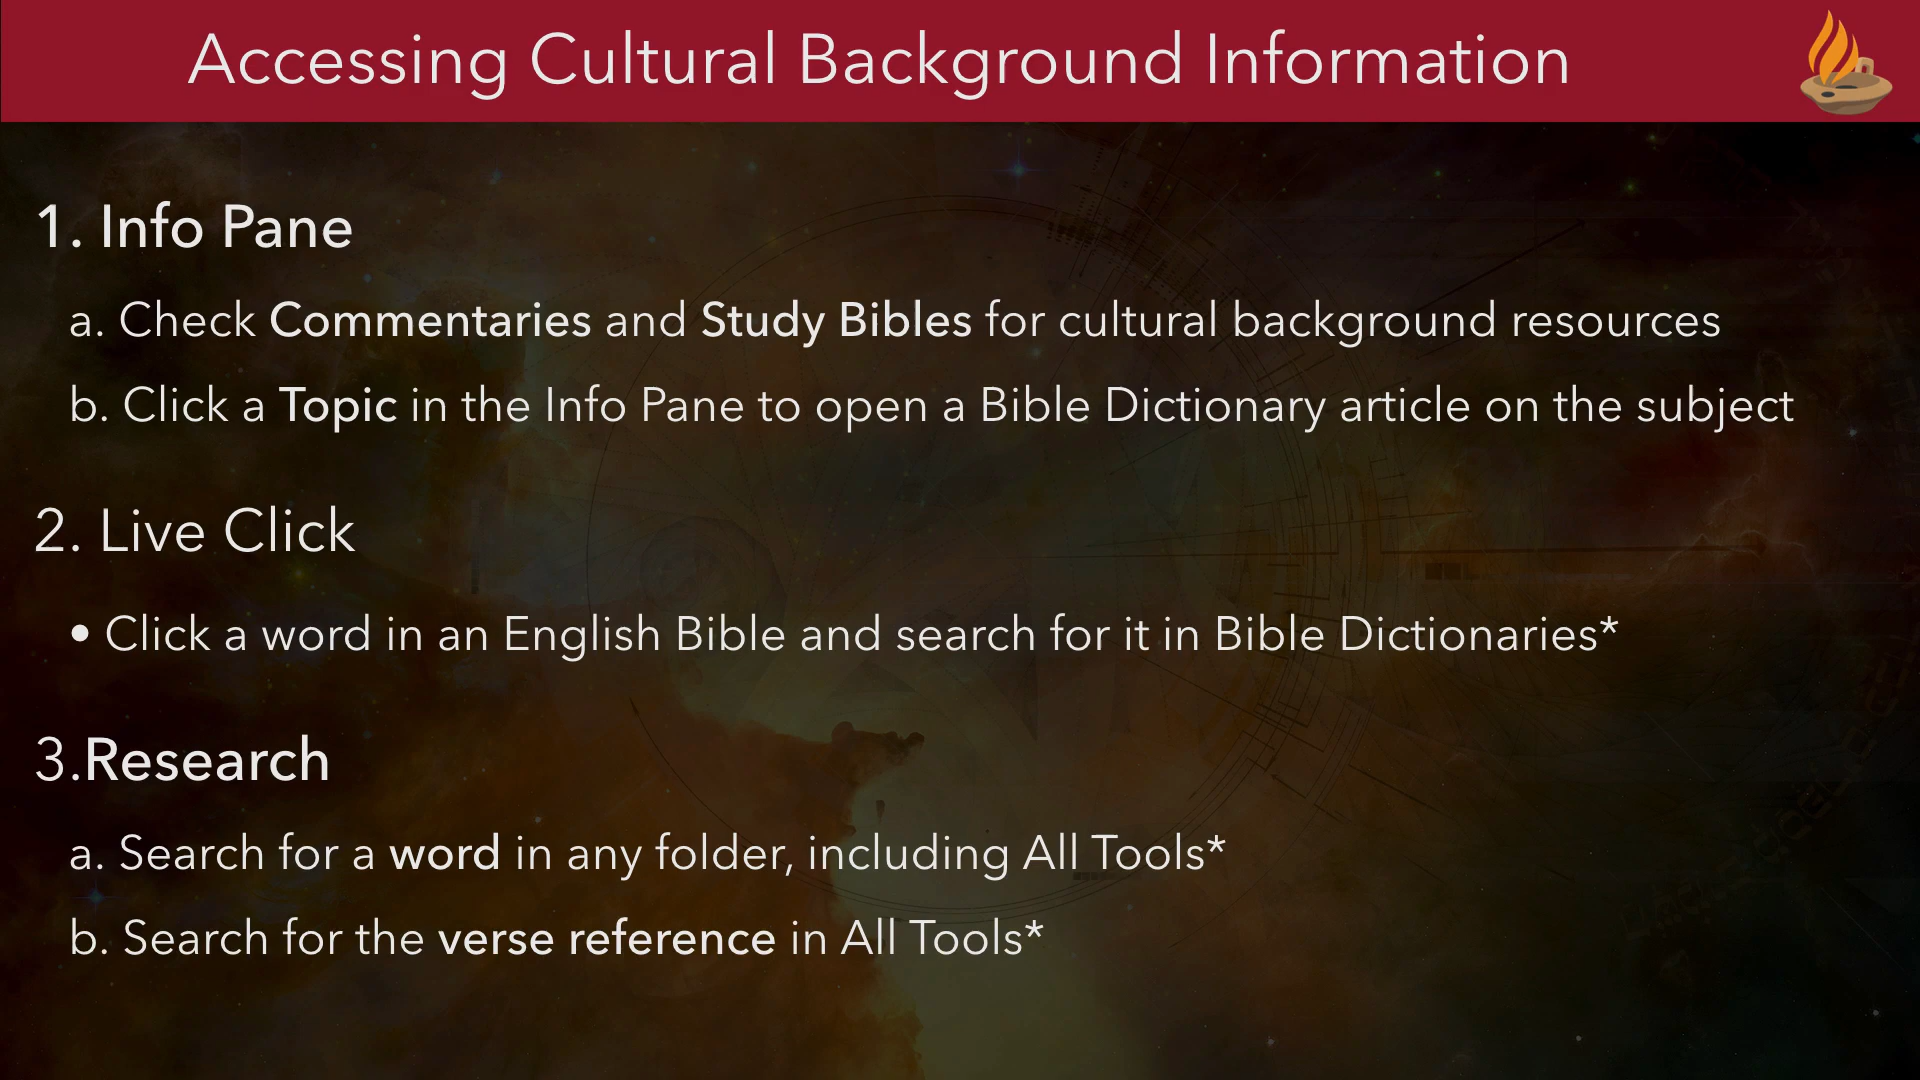 Accessing Cultural Background Information
1. Info Pane
a. Check Commentaries and Study Bibles for cultural background resources
b. Click a Topic in the Info Pane to open a Bible Dictionary article on the subject
2. Live Click
• Click a word in an English Bible and search for it in Bible Dictionaries*
3.Research
a. Search for a word in any folder, including All Tools*
b. Search for the verse reference in All Tools*